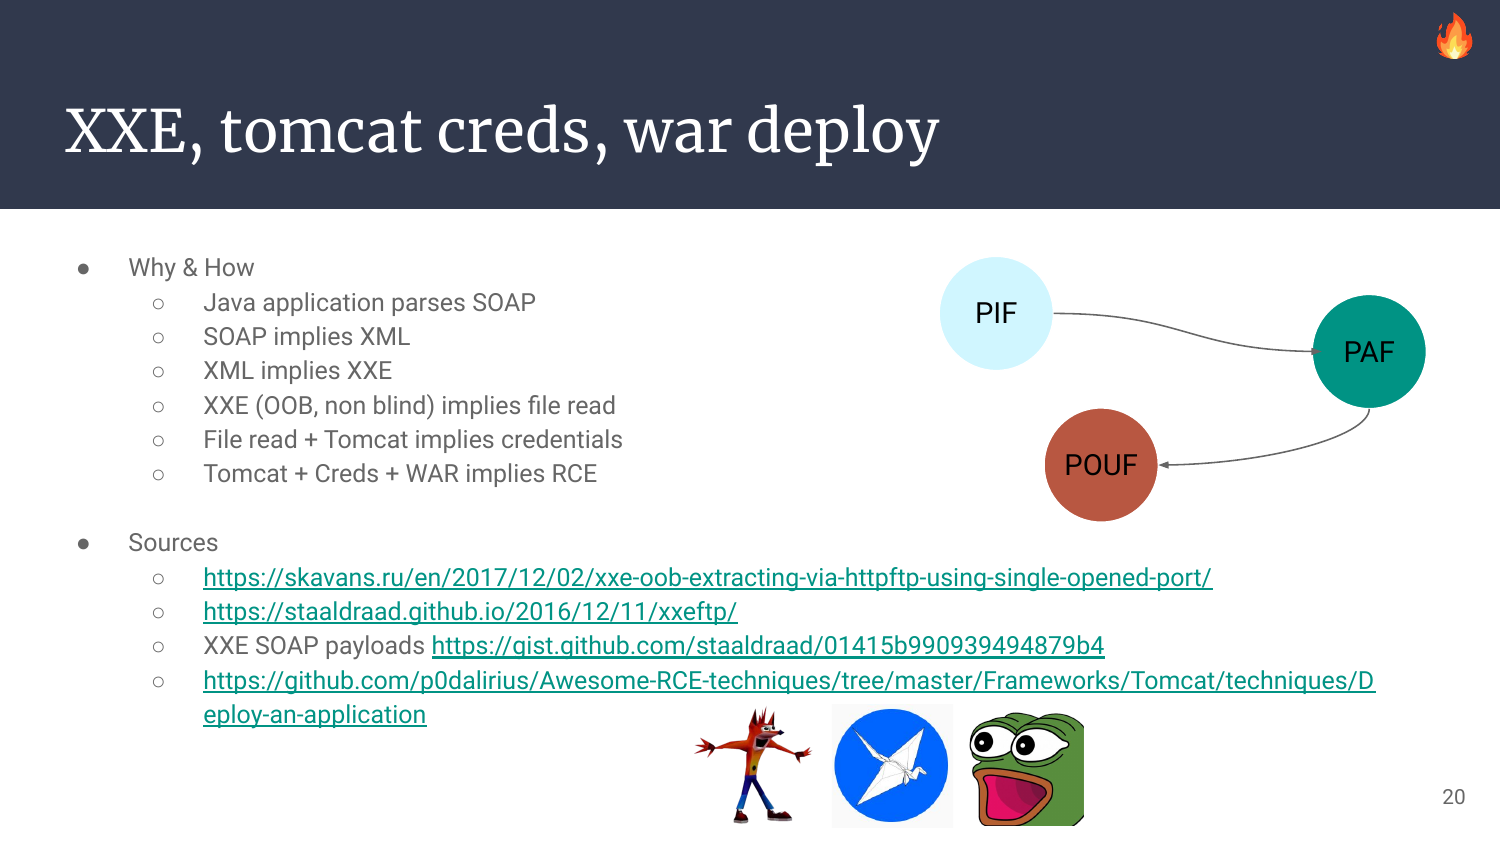 XXE, tomcat creds, war deploy
● Why & How
○ Java application parses SOAP
○ SOAP implies XML
○ XML implies XXE
○ XXE (OOB, non blind) implies file read
○ File read + Tomcat implies credentials
○ Tomcat + Creds + WAR implies RCE
PIF
PAF
POUF
● Sources
○ https://skavans.ru/en/2017/12/02/xxe-oob-extracting-via-httpftp-using-single-opened-port/
○ https://staaldraad.github.io/2016/12/11/xxeftp/
○ XXE SOAP payloads https://gist.github.com/staaldraad/01415b990939494879b4
○ https://github.com/p0dalirius/Awesome-RCE-techniques/tree/master/Frameworks/Tomcat/techniques/D
eploy-an-application
20